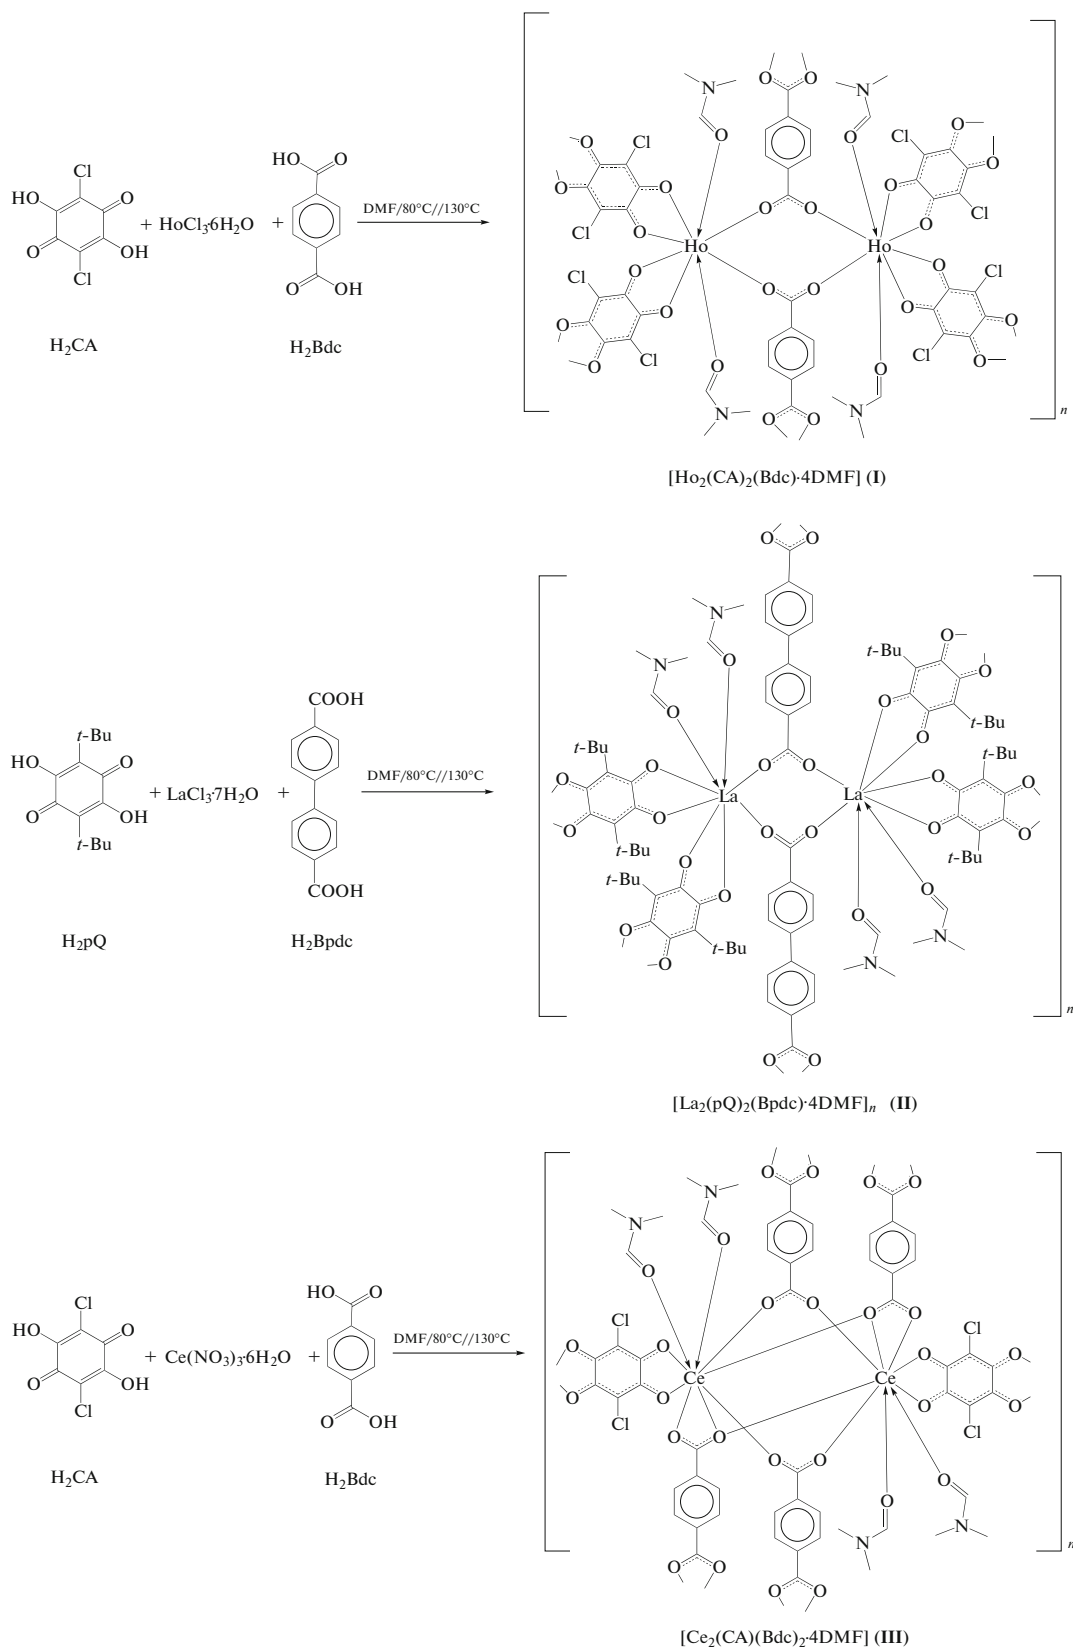 Cl
HO
O
O
OH
Cl
H₂CA
+ HoCl₃·6H₂O +
HO
O
O
OH
H₂Bdc
DMF/80°C//130°C
N
O
O
O
N
O
O
Cl
O
O
O
Cl
Cl
O
O
O
O
Cl
O
O
Ho
Ho
O
O
Cl
O
O
O
Cl
O
O
O
O
Cl
O
Cl
O
O
O
N
O
O
N
n
[Ho₂(CA)₂(Bdc)·4DMF] (I)
t-Bu
HO
O
O
OH
t-Bu
H₂pQ
+ LaCl₃·7H₂O +
COOH
COOH
H₂Bpdc
DMF/80°C//130°C
O
O
N
O
N
O
t-Bu
O
O
O
O
t-Bu
t-Bu
O
O
O
O
O
La
O
O
La
O
O
t-Bu
O
O
t-Bu
O
O
O
O
t-Bu
t-Bu
O
O
O
O
t-Bu
O
N
O
N
O
O
n
[La₂(pQ)₂(Bpdc)·4DMF]n (II)
Cl
HO
O
O
OH
Cl
H₂CA
+ Ce(NO₃)₃·6H₂O +
HO
O
O
OH
H₂Bdc
DMF/80°C//130°C
N
O
N
O
O
O
O
O
O
O
O
O
Cl
O
O
O
O
Cl
Ce
Ce
Cl
O
O
O
O
Cl
O
O
O
O
O
O
N
N
O
O
O
O
n
[Ce₂(CA)(Bdc)₂·4DMF] (III)